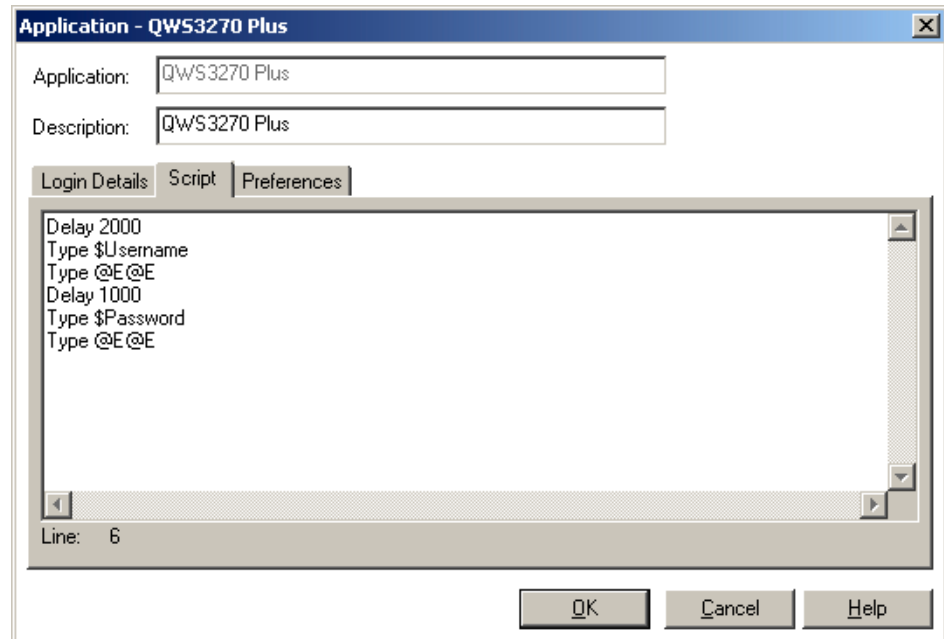 Application - QWS3270 Plus
Application: QWS3270 Plus
Description: QWS3270 Plus
Login Details Script Preferences
Delay 2000
Type $Username
Type @E@E
Delay 1000
Type $Password
Type @E@E
Line: 6
OK Cancel Help